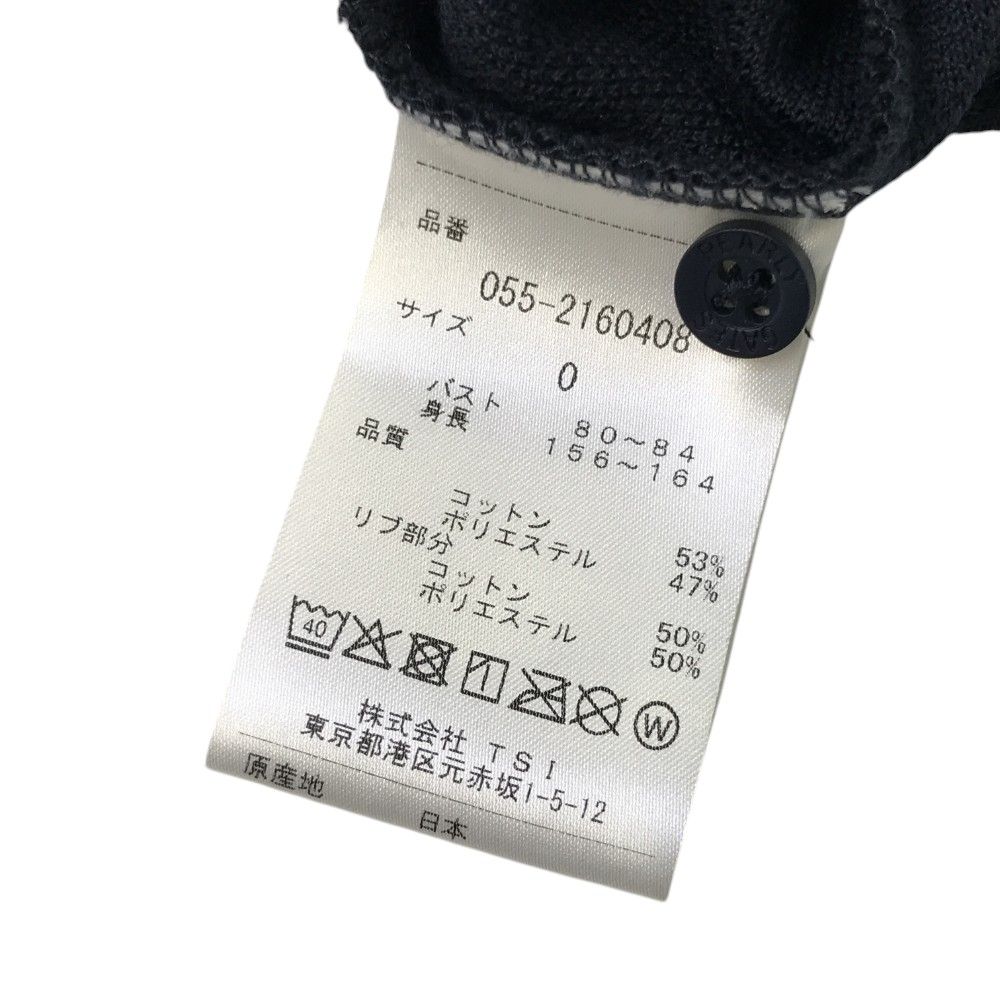 品番
055-2160408
サイズ
0
バスト 80～84
身長 156～164
品質
コットン 53%
ポリエステル 47%
リブ部分
コットン 50%
ポリエステル 50%
40
W
株式会社 TSI
東京都港区元赤坂1-5-12
原産地
日本
PEARLY
GATES